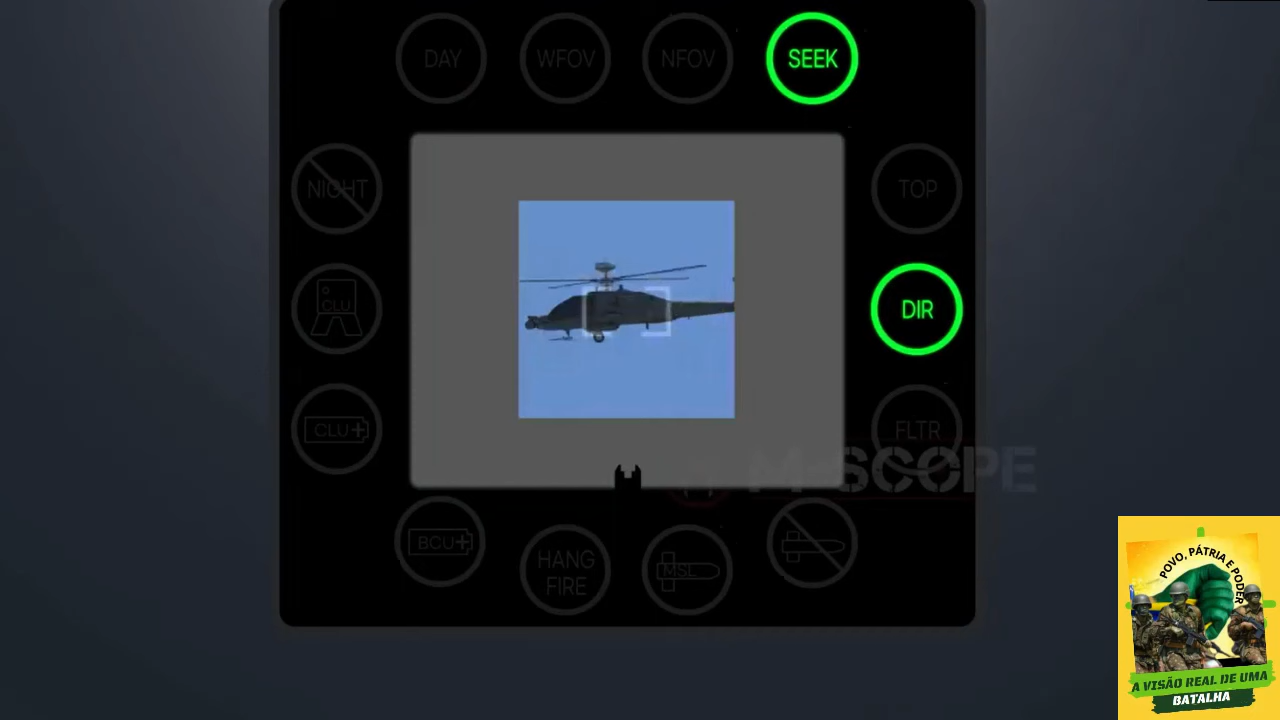 DAY
WFOV
NFOV
SEEK
NIGHT
TOP
CLU
DIR
CLU+
FLTR
M-SCOPE
BCU+
HANG
FIRE
MSL
POVO, PÁTRIA E PODER
A VISÃO REAL DE UMA
BATALHA